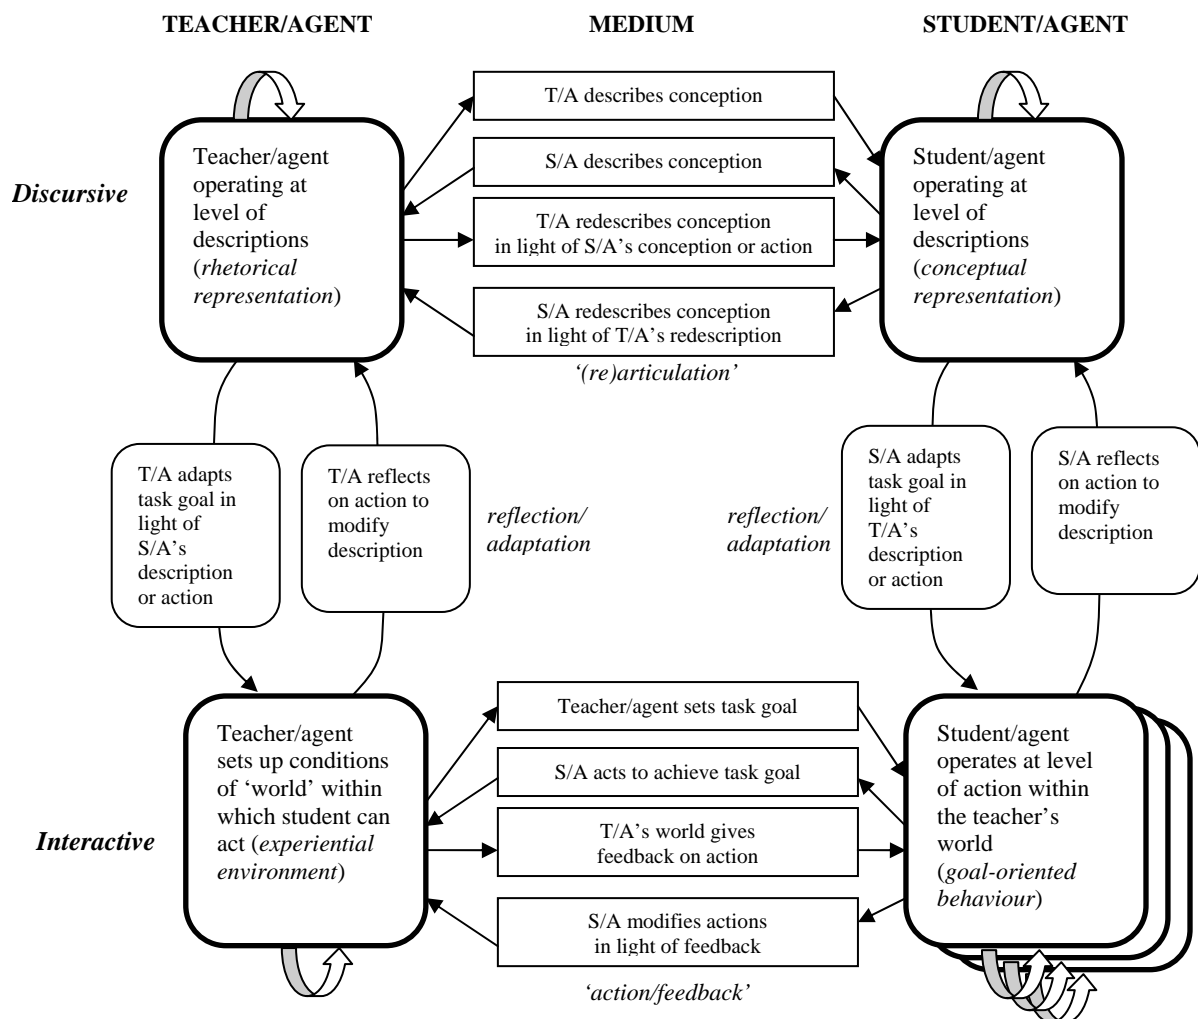 TEACHER/AGENT
MEDIUM
STUDENT/AGENT
Discursive
Teacher/agent
operating at
level of
descriptions
(rhetorical
representation)
T/A describes conception
S/A describes conception
T/A redescribes conception
in light of S/A’s conception or action
S/A redescribes conception
in light of T/A’s redescription
‘(re)articulation’
Student/agent
operating at
level of
descriptions
(conceptual
representation)
T/A adapts
task goal in
light of
S/A’s
description
or action
T/A reflects
on action to
modify
description
reflection/
adaptation
reflection/
adaptation
S/A adapts
task goal in
light of
T/A’s
description
or action
S/A reflects
on action to
modify
description
Interactive
Teacher/agent
sets up conditions
of ‘world’ within
which student can
act (experiential
environment)
Teacher/agent sets task goal
S/A acts to achieve task goal
T/A’s world gives
feedback on action
S/A modifies actions
in light of feedback
‘action/feedback’
Student/agent
operates at level
of action within
the teacher’s
world
(goal-oriented
behaviour)